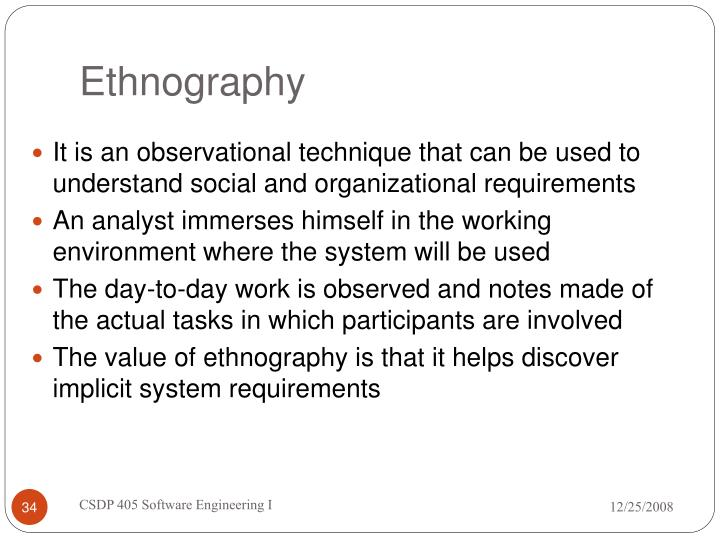 Ethnography
It is an observational technique that can be used to
understand social and organizational requirements
An analyst immerses himself in the working
environment where the system will be used
The day-to-day work is observed and notes made of
the actual tasks in which participants are involved
The value of ethnography is that it helps discover
implicit system requirements
34
CSDP 405 Software Engineering I
12/25/2008